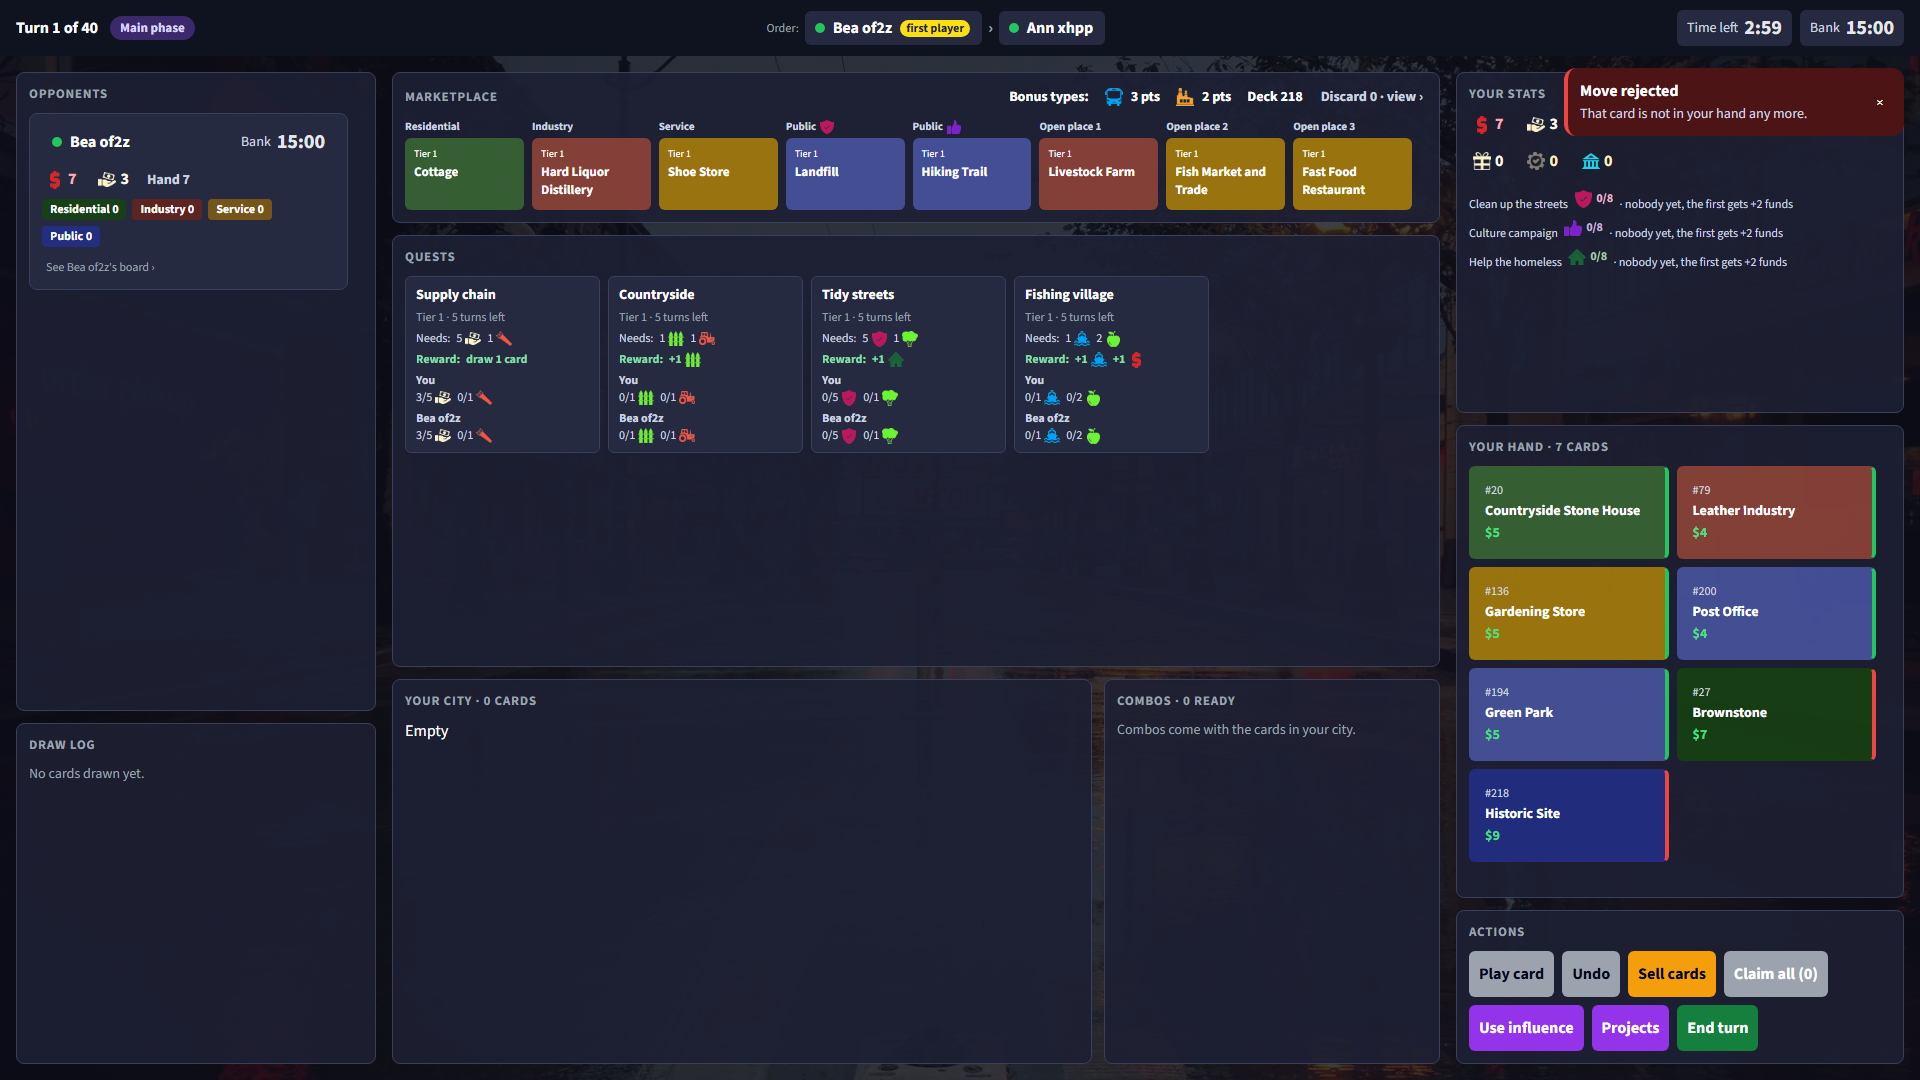 Turn 1 of 40 Main phase
Order: Bea of2z first player › Ann xhpp
Time left 2:59 Bank 15:00
OPPONENTS
Bea of2z Bank 15:00
7 3 Hand 7
Residential 0 Industry 0 Service 0
Public 0
See Bea of2z's board ›
DRAW LOG
No cards drawn yet.
MARKETPLACE
Bonus types: 3 pts 2 pts Deck 218 Discard 0 · view ›
Residential Industry Service Public Public Open place 1 Open place 2 Open place 3
Tier 1 Tier 1 Tier 1 Tier 1 Tier 1 Tier 1 Tier 1 Tier 1
Cottage Hard Liquor Shoe Store Landfill Hiking Trail Livestock Farm Fish Market and Fast Food
Distillery Trade Restaurant
QUESTS
Supply chain
Tier 1 · 5 turns left
Needs: 5 1
Reward: draw 1 card
You
3/5 0/1
Bea of2z
3/5 0/1
Countryside
Tier 1 · 5 turns left
Needs: 1 1
Reward: +1
You
0/1 0/1
Bea of2z
0/1 0/1
Tidy streets
Tier 1 · 5 turns left
Needs: 5 1
Reward: +1
You
0/5 0/1
Bea of2z
0/5 0/1
Fishing village
Tier 1 · 5 turns left
Needs: 1 2
Reward: +1 +1 $
You
0/1 0/2
Bea of2z
0/1 0/2
YOUR CITY · 0 CARDS
Empty
COMBOS · 0 READY
Combos come with the cards in your city.
YOUR STATS
Move rejected
That card is not in your hand any more.
×
$ 7 3
0 0 0
Clean up the streets 0/8 · nobody yet, the first gets +2 funds
Culture campaign 0/8 · nobody yet, the first gets +2 funds
Help the homeless 0/8 · nobody yet, the first gets +2 funds
YOUR HAND · 7 CARDS
#20
Countryside Stone House
$5
#79
Leather Industry
$4
#136
Gardening Store
$5
#200
Post Office
$4
#194
Green Park
$5
#27
Brownstone
$7
#218
Historic Site
$9
ACTIONS
Play card Undo Sell cards Claim all (0)
Use influence Projects End turn